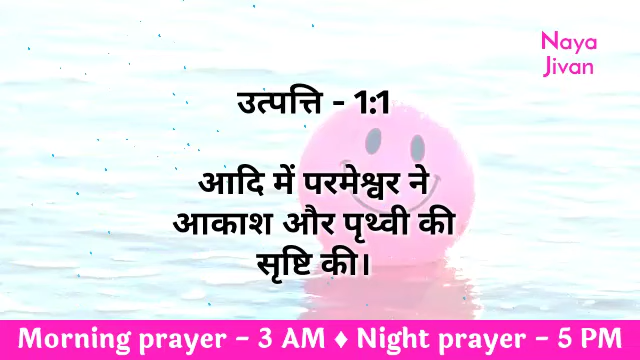 Naya
Jivan
उत्पत्ति - 1:1
आदि में परमेश्वर ने
आकाश और पृथ्वी की
सृष्टि की।
Morning prayer - 3 AM ♦ Night prayer - 5 PM